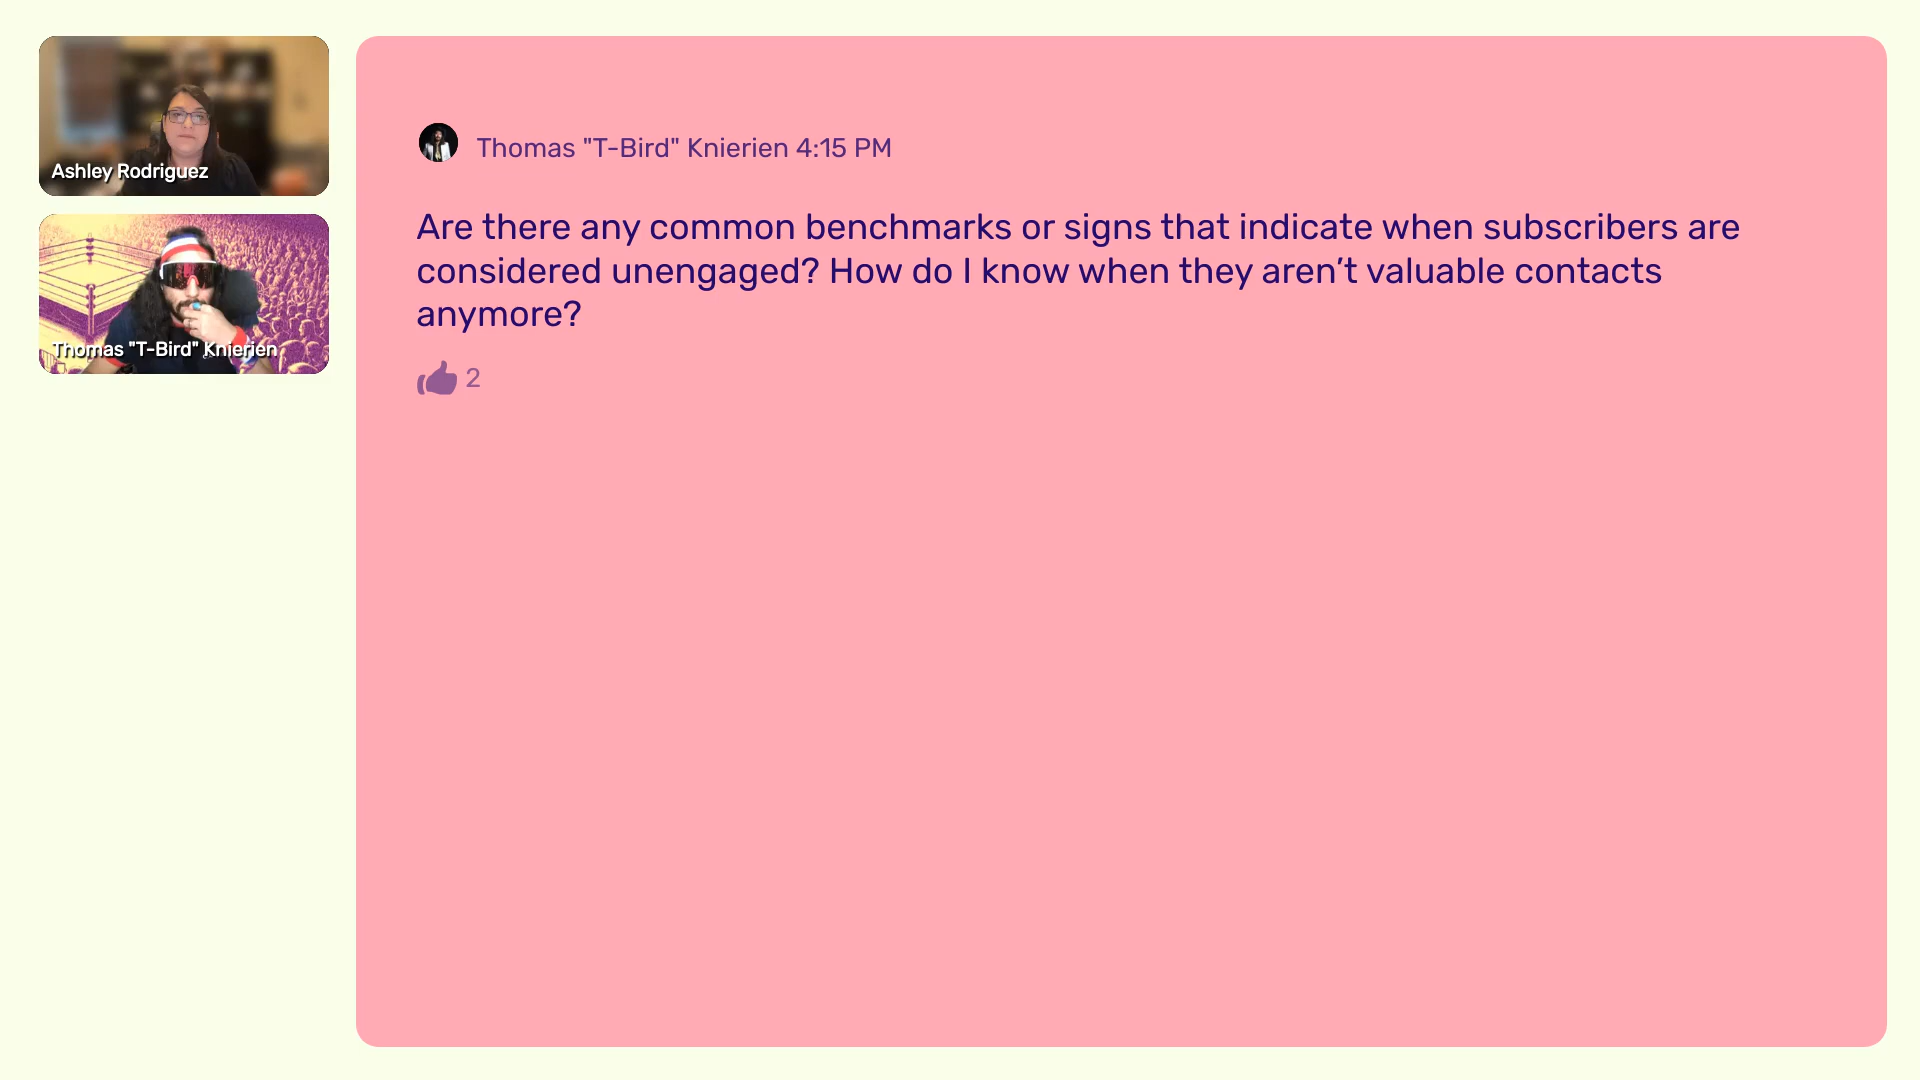 Ashley Rodriguez
Thomas "T-Bird" Knierien
Thomas "T-Bird" Knierien 4:15 PM
Are there any common benchmarks or signs that indicate when subscribers are
considered unengaged? How do I know when they aren’t valuable contacts
anymore?
2